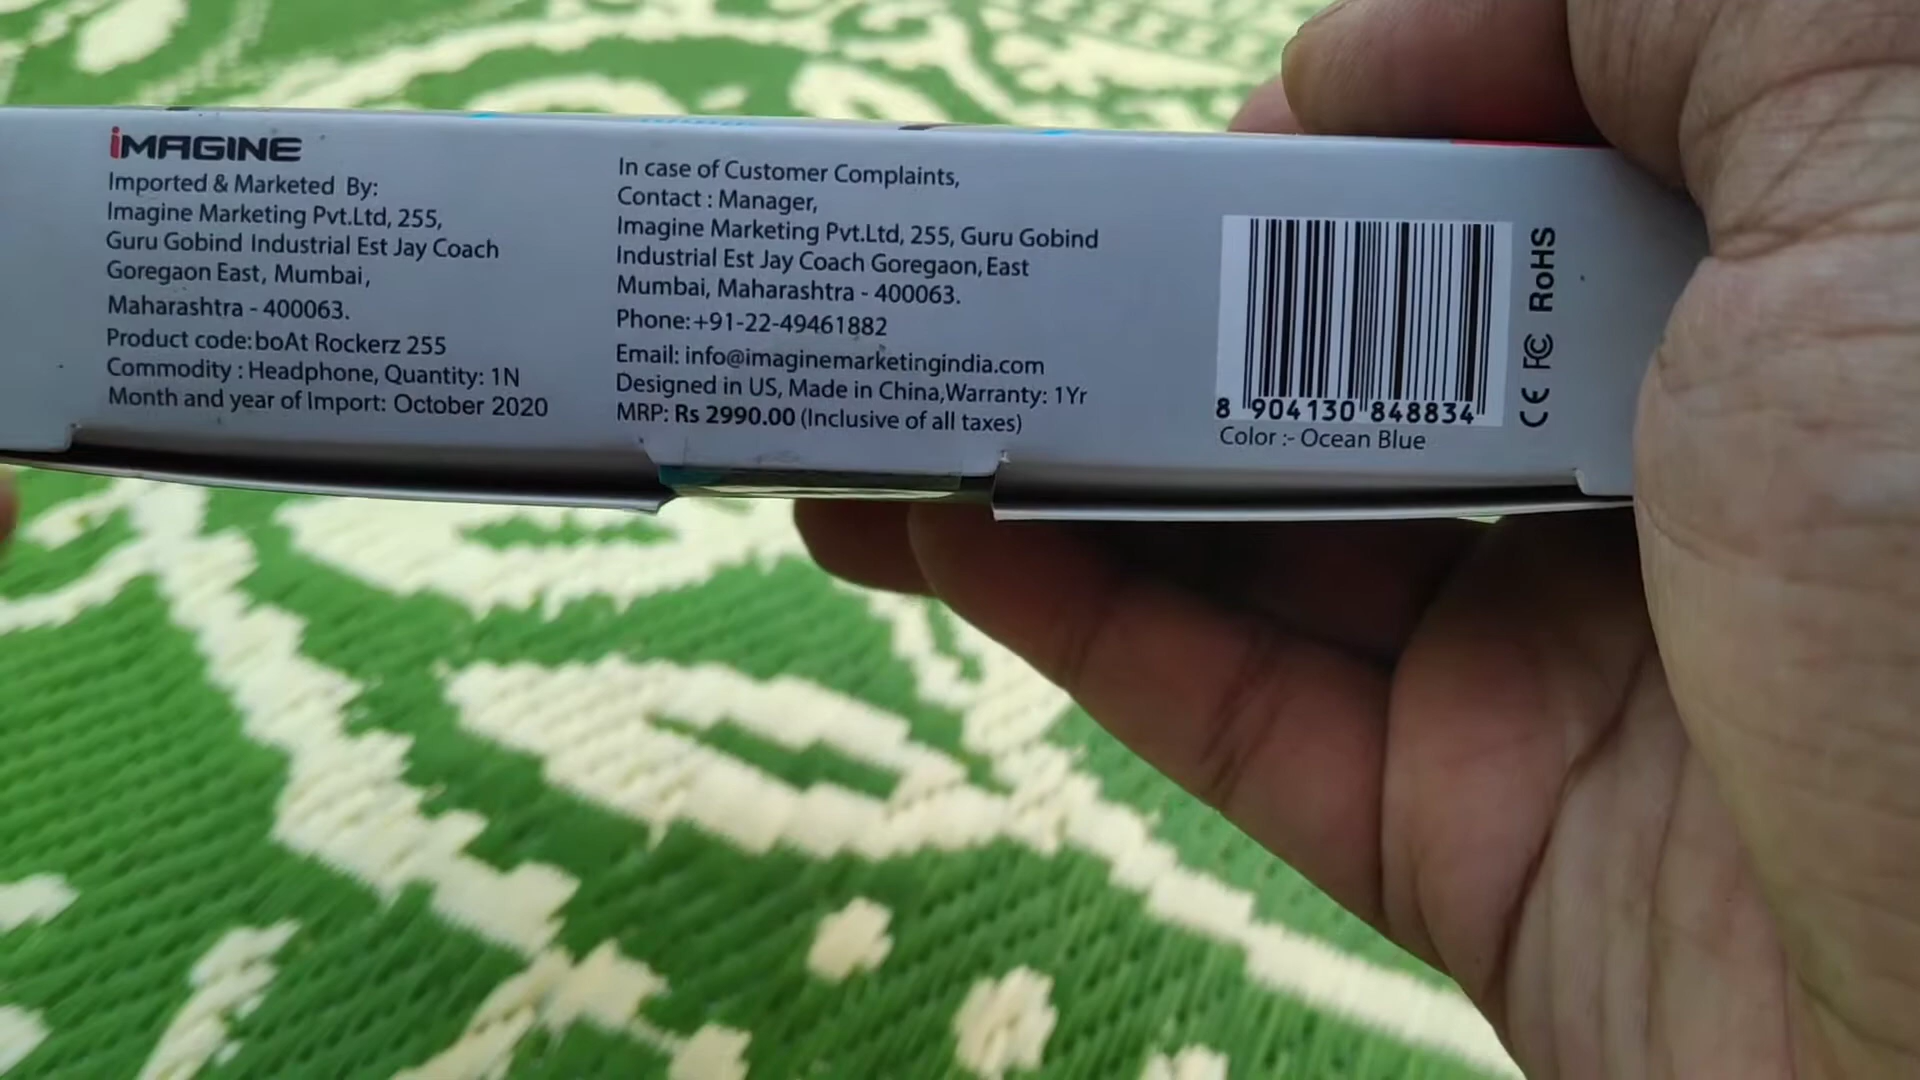 iMAGINE
Imported & Marketed By:
Imagine Marketing Pvt.Ltd, 255,
Guru Gobind Industrial Est Jay Coach
Goregaon East, Mumbai,
Maharashtra - 400063.
Product code:boAt Rockerz 255
Commodity : Headphone, Quantity: 1N
Month and year of Import: October 2020
In case of Customer Complaints,
Contact : Manager,
Imagine Marketing Pvt.Ltd, 255, Guru Gobind
Industrial Est Jay Coach Goregaon, East
Mumbai, Maharashtra - 400063.
Phone:+91-22-49461882
Email: info@imaginemarketingindia.com
Designed in US, Made in China,Warranty: 1Yr
MRP: Rs 2990.00 (Inclusive of all taxes)
8 904130 848834
Color :- Ocean Blue
CE FC RoHS